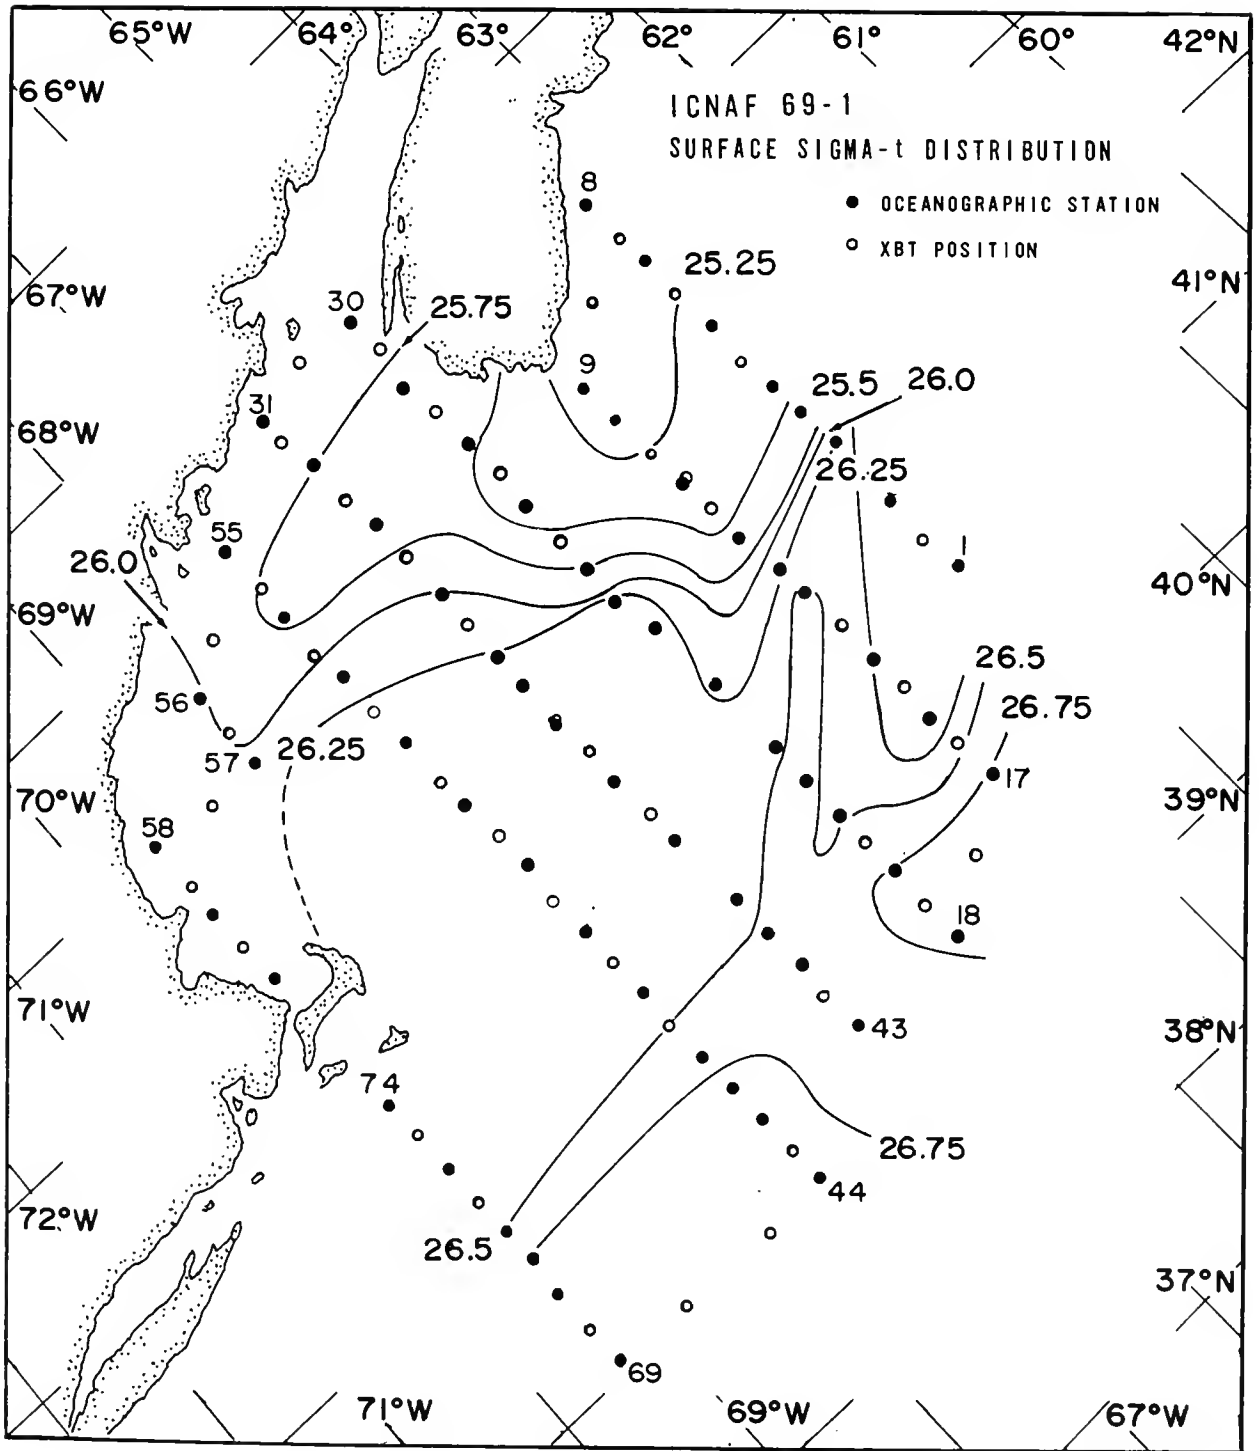 65°W 64° 63° 62° 61° 60° 42°N
66°W
ICNAF 69-1
SURFACE SIGMA-t DISTRIBUTION
8
OCEANOGRAPHIC STATION
XBT POSITION
25.25
41°N
67°W
30
25.75
9
25.5
26.0
31
68°W
26.25
55
26.0
1
40°N
69°W
26.5
56
26.75
26.25
57
17
70°W
39°N
58
18
71°W
43
38°N
74
26.75
44
72°W
26.5
37°N
69
71°W 69°W 67°W